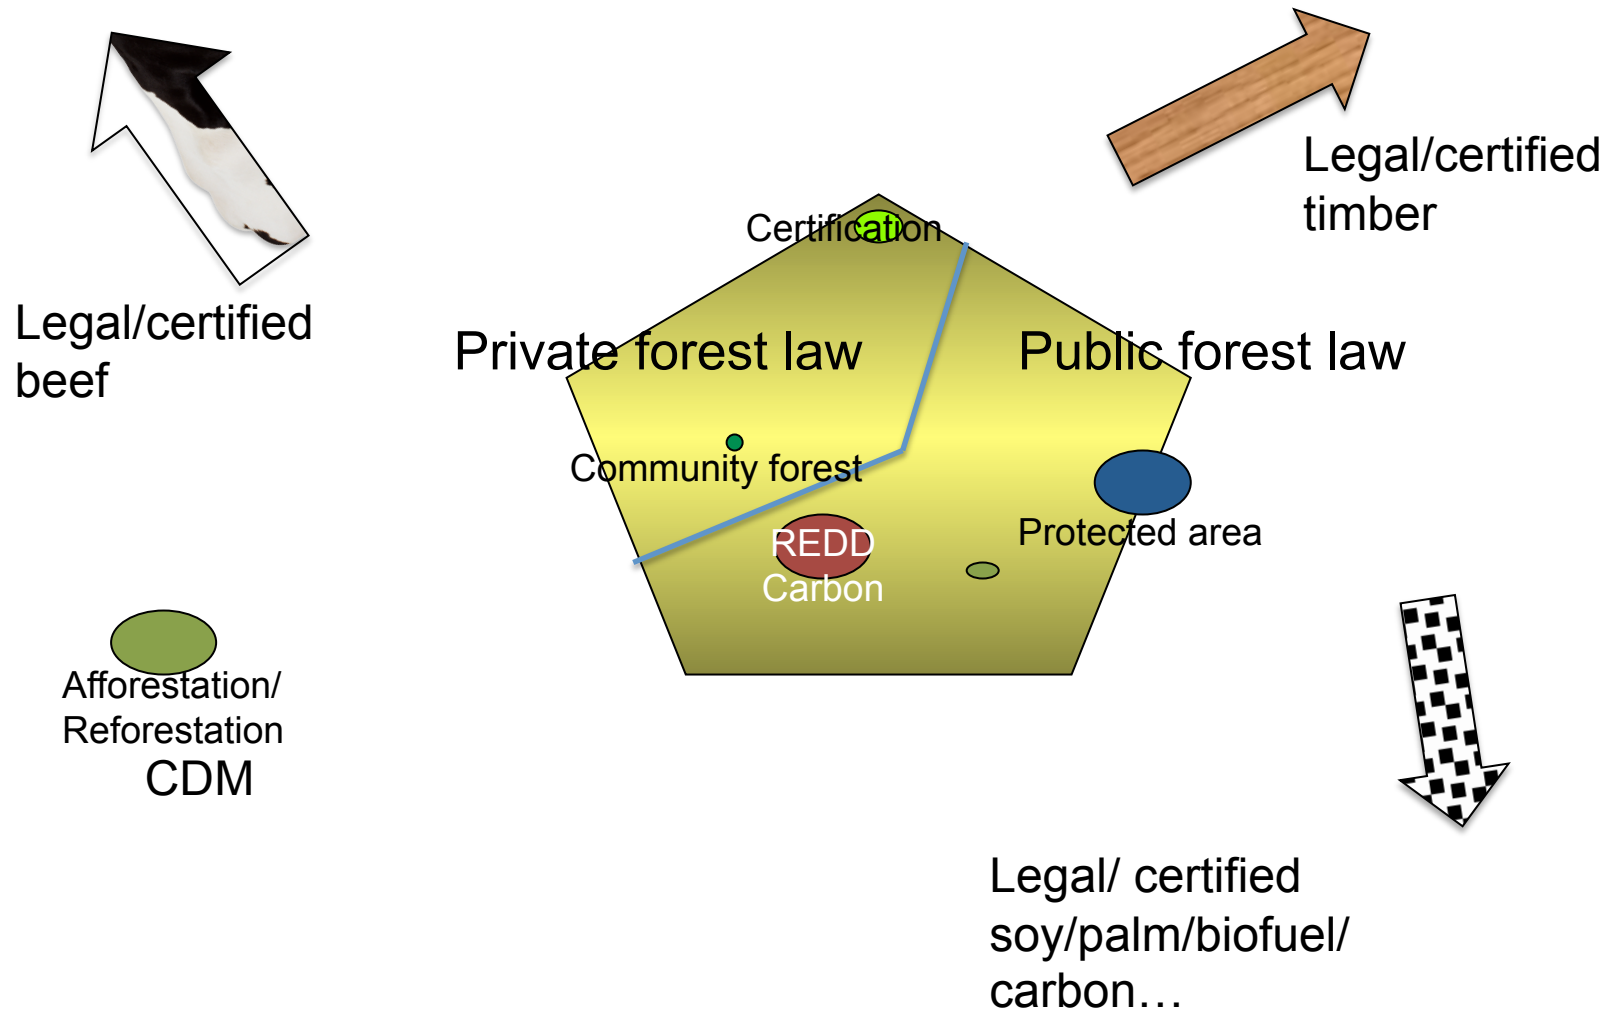 Legal/certified
timber
Certification
Legal/certified
beef
Private forest law
Public forest law
Community forest
REDD
Carbon
Protected area
Afforestation/
Reforestation
CDM
Legal/ certified
soy/palm/biofuel/
carbon…